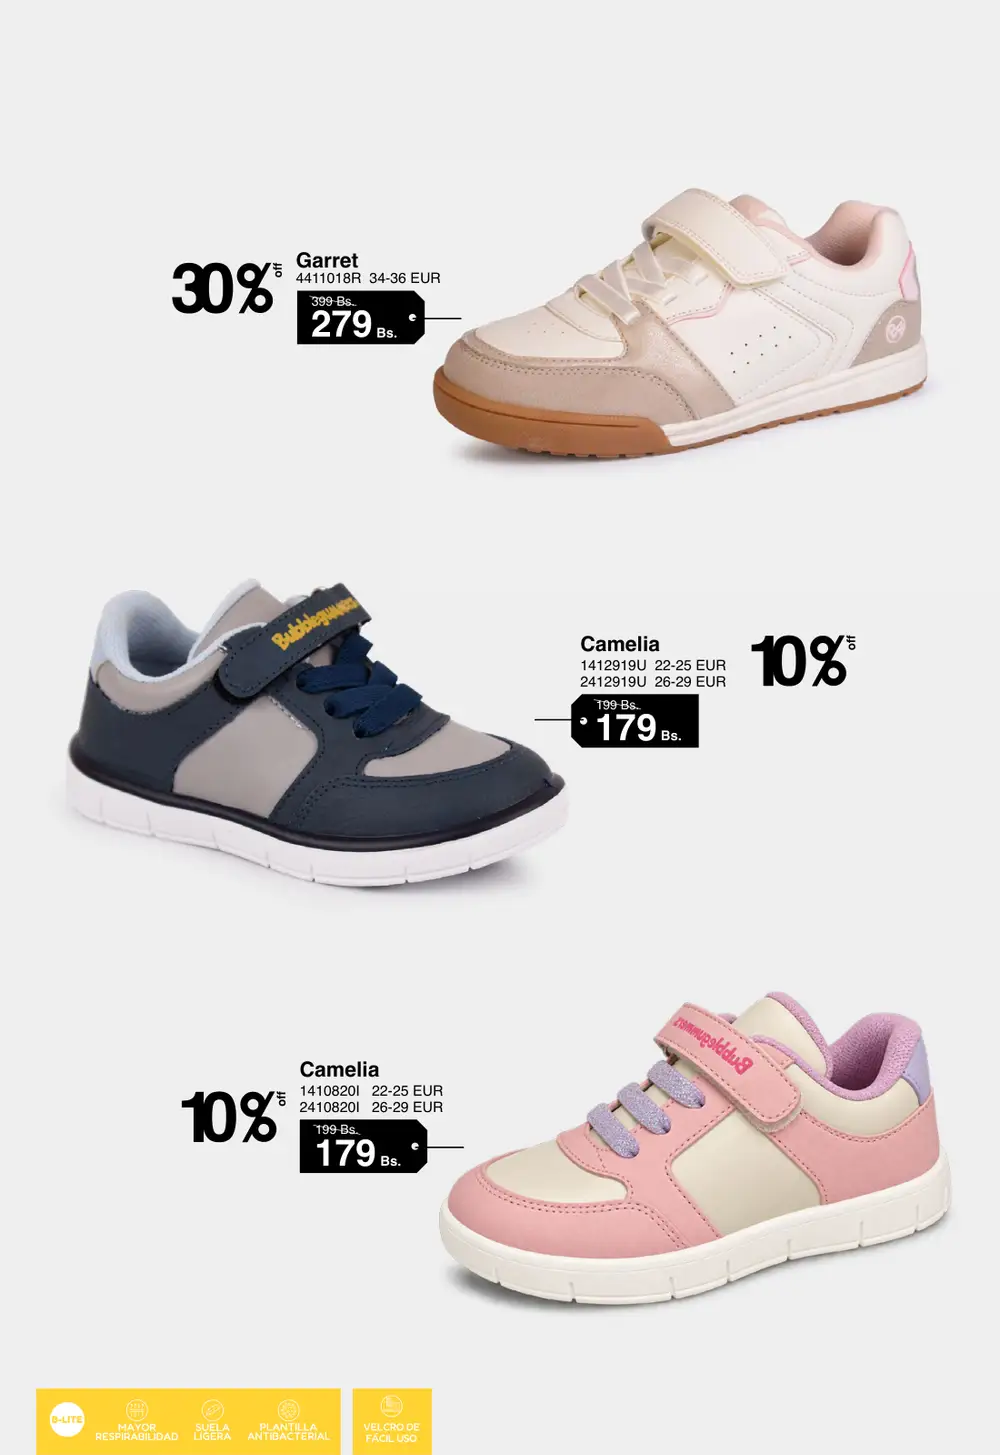 30% off
Garret
4411018R 34-36 EUR
399 Bs.
279 Bs.
Bubblegummers
Camelia
1412919U 22-25 EUR
2412919U 26-29 EUR
199 Bs.
179 Bs.
10% off
Camelia
1410820I 22-25 EUR
2410820I 26-29 EUR
199 Bs.
179 Bs.
10% off
Bubblegummers
B-LITE
MAYOR
RESPIRABILIDAD
SUELA
LIGERA
PLANTILLA
ANTIBACTERIAL
VELCRO DE
FÁCIL USO